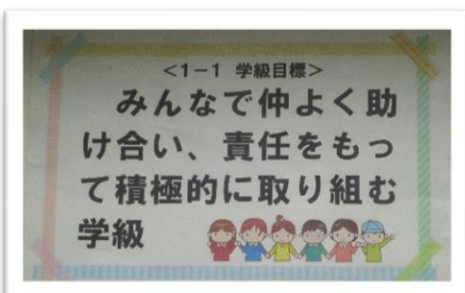 <1-1 学級目標>
みんなで仲よく助
け合い、責任をもっ
て積極的に取り組む
学級